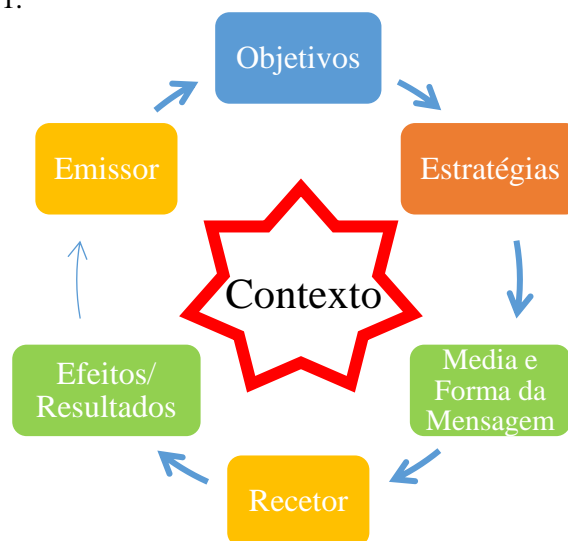 1.
Objetivos
Emissor
Estratégias
Contexto
Efeitos/
Resultados
Media e
Forma da
Mensagem
Recetor